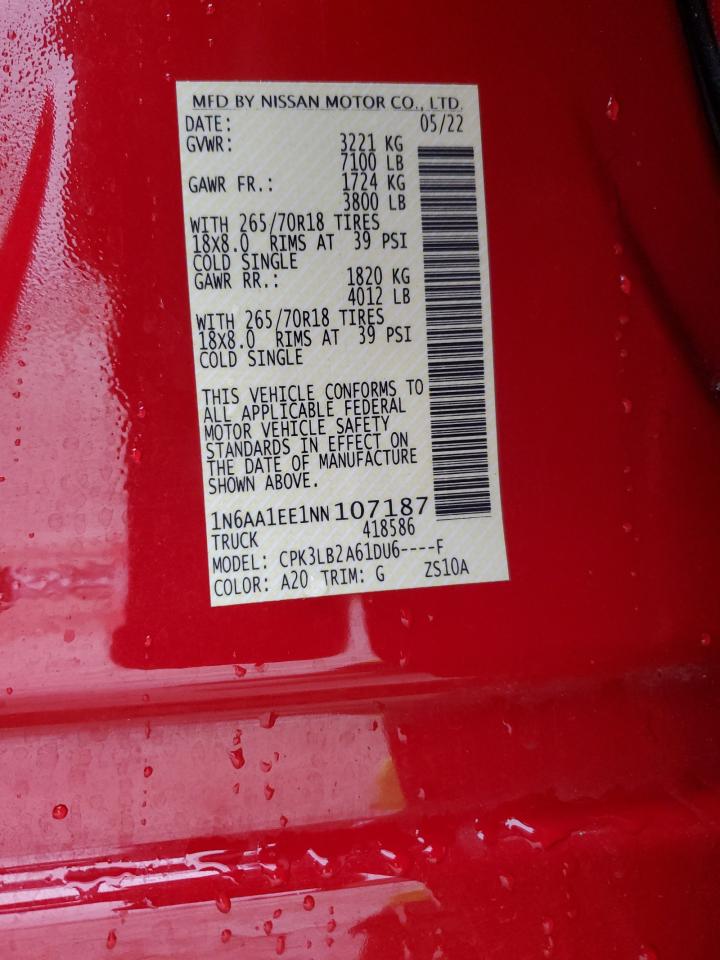 MFD BY NISSAN MOTOR CO., LTD.
DATE: 05/22
GVWR: 3221 KG
7100 LB
GAWR FR.: 1724 KG
3800 LB
WITH 265/70R18 TIRES
18X8.0 RIMS AT 39 PSI
COLD SINGLE
GAWR RR.: 1820 KG
4012 LB
WITH 265/70R18 TIRES
18X8.0 RIMS AT 39 PSI
COLD SINGLE
THIS VEHICLE CONFORMS TO
ALL APPLICABLE FEDERAL
MOTOR VEHICLE SAFETY
STANDARDS IN EFFECT ON
THE DATE OF MANUFACTURE
SHOWN ABOVE.
1N6AA1EE1NN107187
TRUCK 418586
MODEL: CPK3LB2A61DU6----F
COLOR: A20 TRIM: G ZS10A